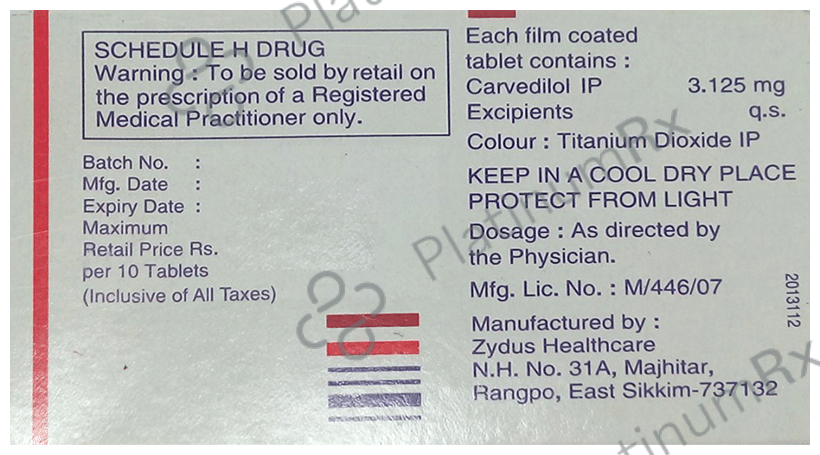 SCHEDULE H DRUG
Warning : To be sold by retail on
the prescription of a Registered
Medical Practitioner only.
Batch No. :
Mfg. Date :
Expiry Date :
Maximum
Retail Price Rs.
per 10 Tablets
(Inclusive of All Taxes)
Each film coated
tablet contains :
Carvedilol IP 3.125 mg
Excipients q.s.
Colour : Titanium Dioxide IP
KEEP IN A COOL DRY PLACE
PROTECT FROM LIGHT
Dosage : As directed by
the Physician.
Mfg. Lic. No. : M/446/07
Manufactured by :
Zydus Healthcare
N.H. No. 31A, Majhitar,
Rangpo, East Sikkim-737132
2013112
PlatinumRx
PlatinumRx
PlatinumRx